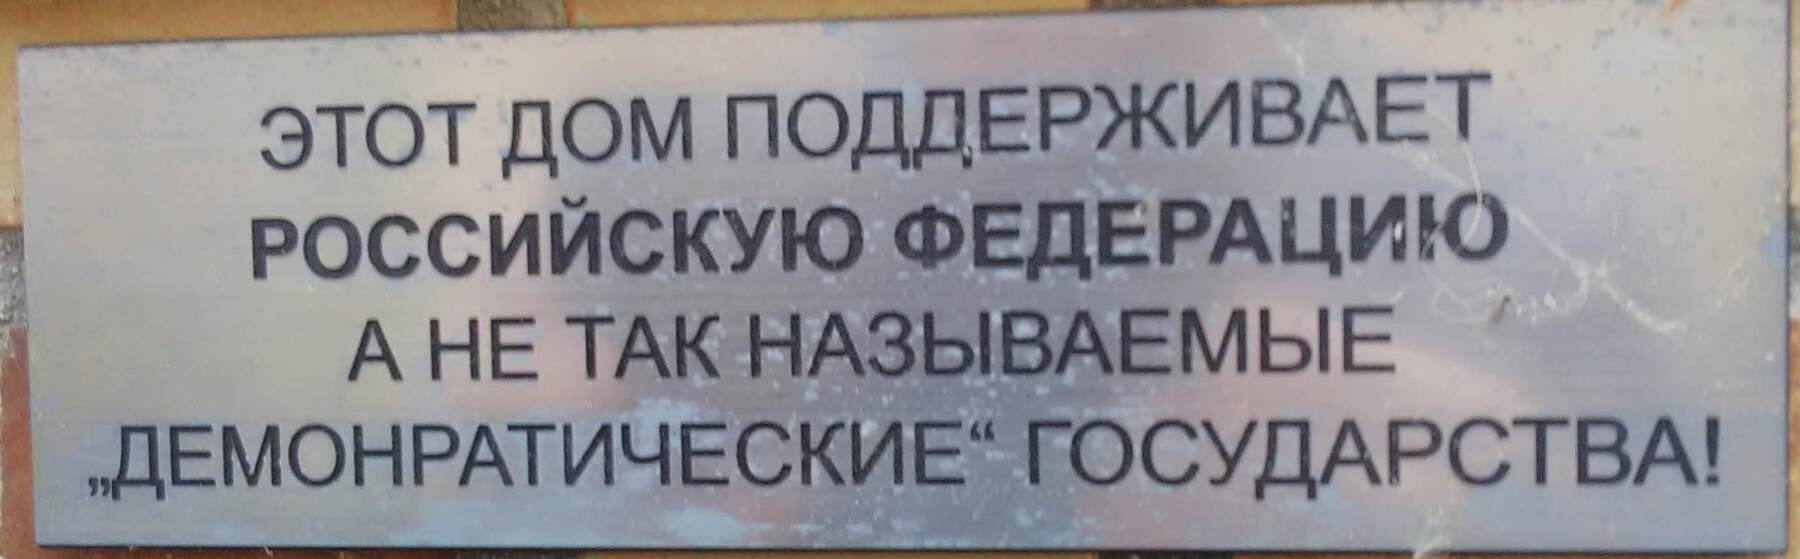 ЭТОТ ДОМ ПОДДЕРЖИВАЕТ
РОССИЙСКУЮ ФЕДЕРАЦИЮ
А НЕ ТАК НАЗЫВАЕМЫЕ
„ДЕМОНРАТИЧЕСКИЕ“ ГОСУДАРСТВА!